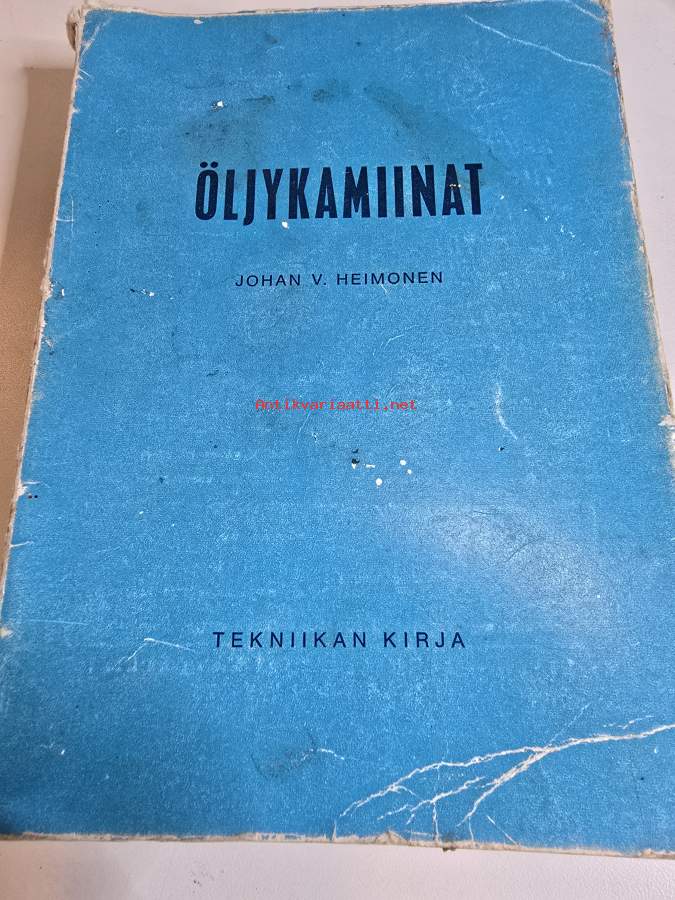 ÖLJYKAMIINAT
JOHAN V. HEIMONEN
Antikvariaatti.net
TEKNIIKAN KIRJA